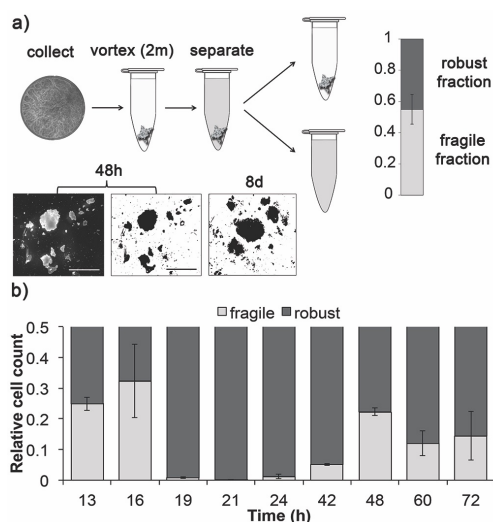 a)
collect vortex (2m) separate
48h
8d
1
0.8
0.6
0.4
0.2
0
robust
fraction
fragile
fraction
b)
fragile robust
Relative cell count
0.5
0.4
0.3
0.2
0.1
0
13 16 19 21 24 42 48 60 72
Time (h)